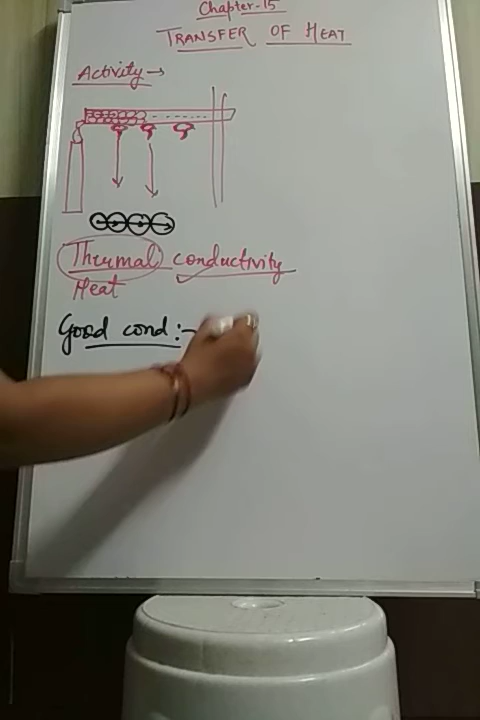 Chapter-15
TRANSFER OF HEAT
Activity →
Thermal conductivity
Heat
Good cond:-